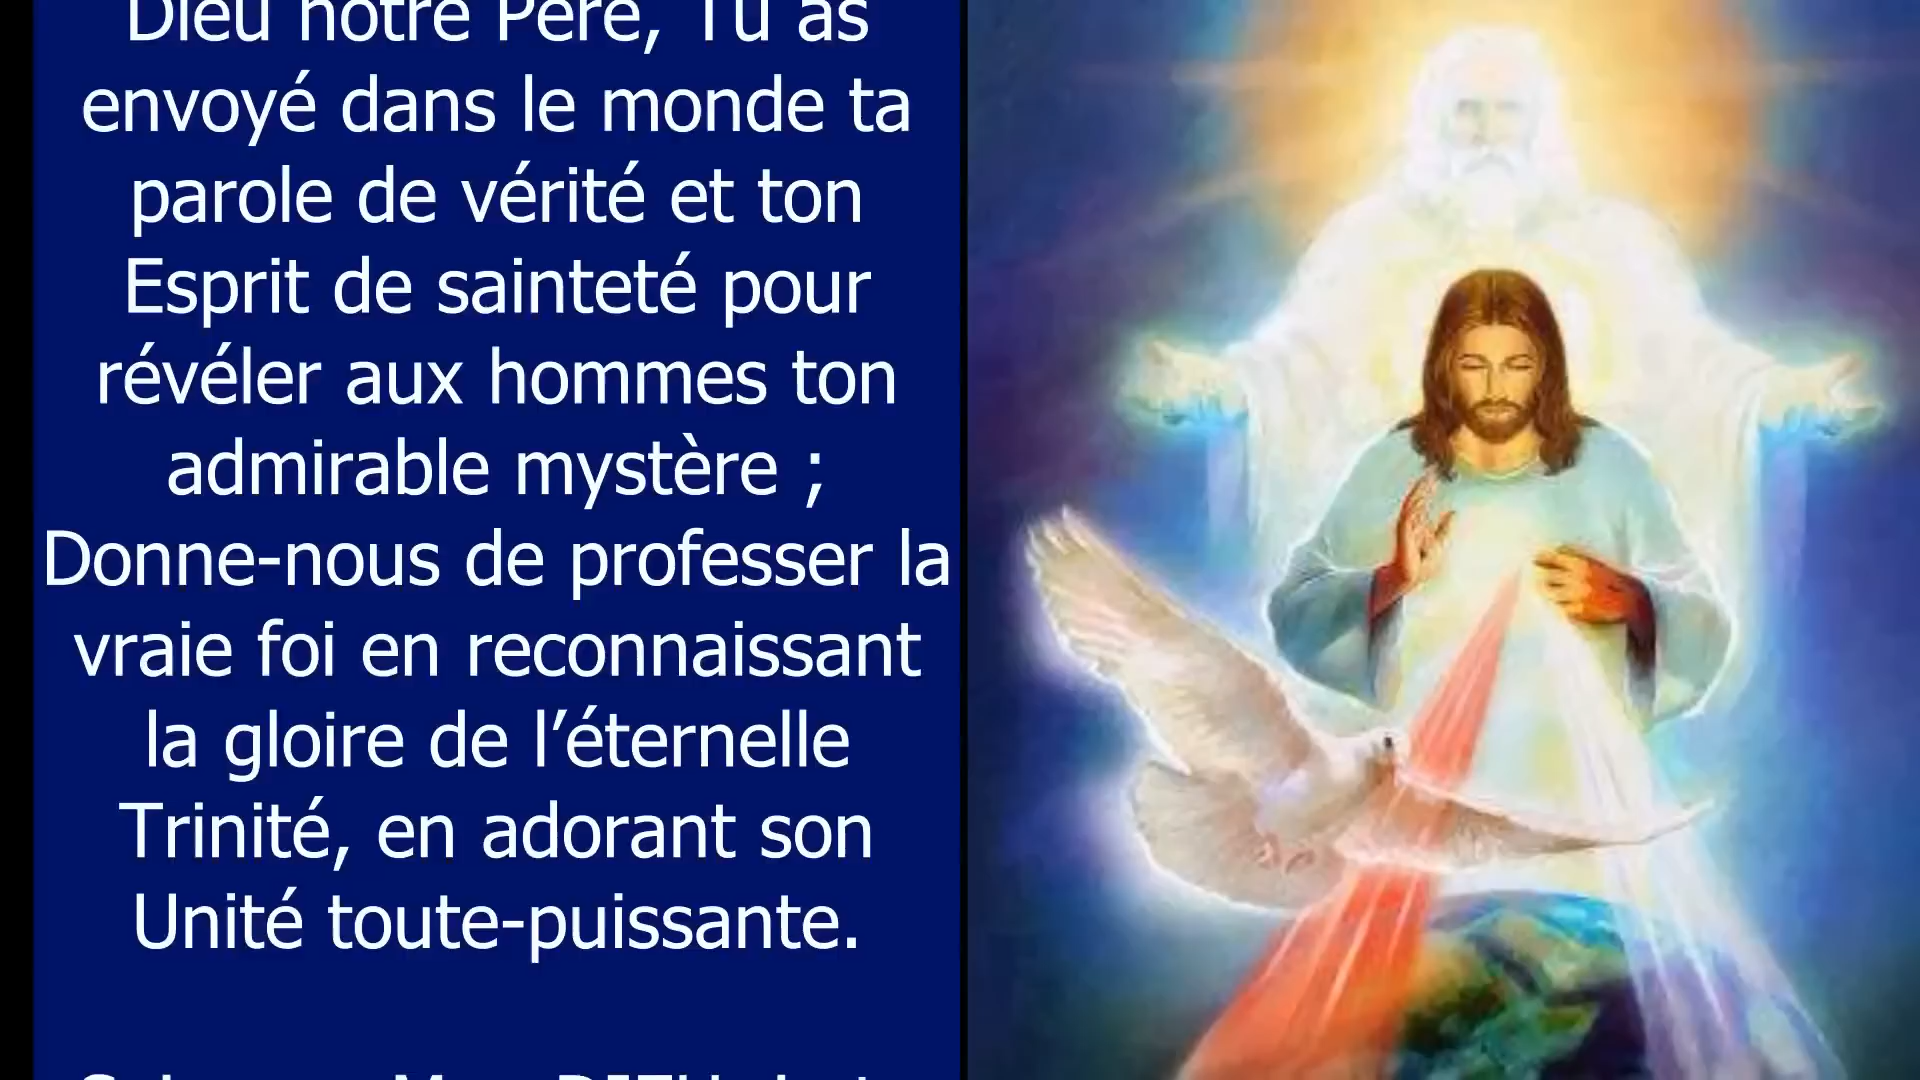 Dieu notre Père, Tu as
envoyé dans le monde ta
parole de vérité et ton
Esprit de sainteté pour
révéler aux hommes ton
admirable mystère ;
Donne-nous de professer la
vraie foi en reconnaissant
la gloire de l’éternelle
Trinité, en adorant son
Unité toute-puissante.